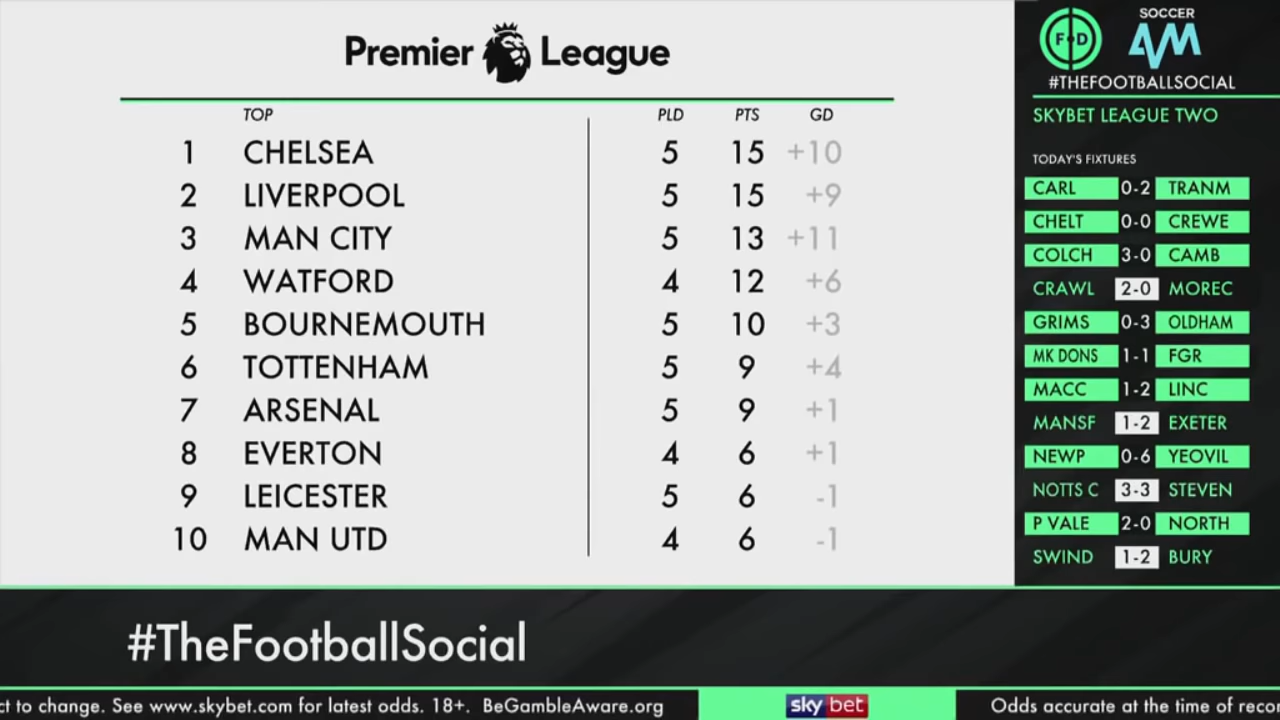 Premier League
TOP PLD PTS GD
1 CHELSEA 5 15 +10
2 LIVERPOOL 5 15 +9
3 MAN CITY 5 13 +11
4 WATFORD 4 12 +6
5 BOURNEMOUTH 5 10 +3
6 TOTTENHAM 5 9 +4
7 ARSENAL 5 9 +1
8 EVERTON 4 6 +1
9 LEICESTER 5 6 -1
10 MAN UTD 4 6 -1
F D
SOCCER
AM
#THEFOOTBALLSOCIAL
SKYBET LEAGUE TWO
TODAY'S FIXTURES
CARL 0-2 TRANM
CHELT 0-0 CREWE
COLCH 3-0 CAMB
CRAWL 2-0 MOREC
GRIMS 0-3 OLDHAM
MK DONS 1-1 FGR
MACC 1-2 LINC
MANSF 1-2 EXETER
NEWP 0-6 YEOVIL
NOTTS C 3-3 STEVEN
P VALE 2-0 NORTH
SWIND 1-2 BURY
#TheFootballSocial
ct to change. See www.skybet.com for latest odds. 18+. BeGambleAware.org
sky bet
Odds accurate at the time of recor